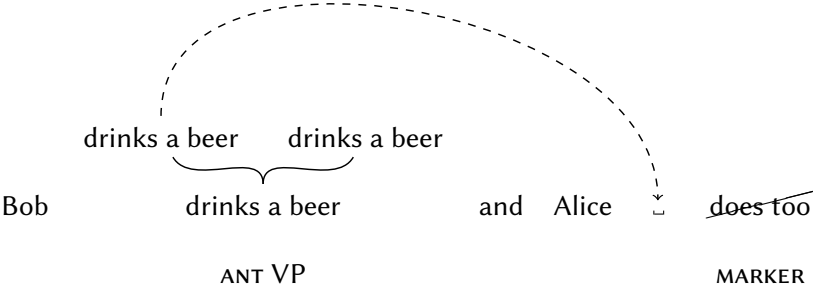 drinks a beer drinks a beer
Bob drinks a beer and Alice ␣ does too
ANT VP MARKER